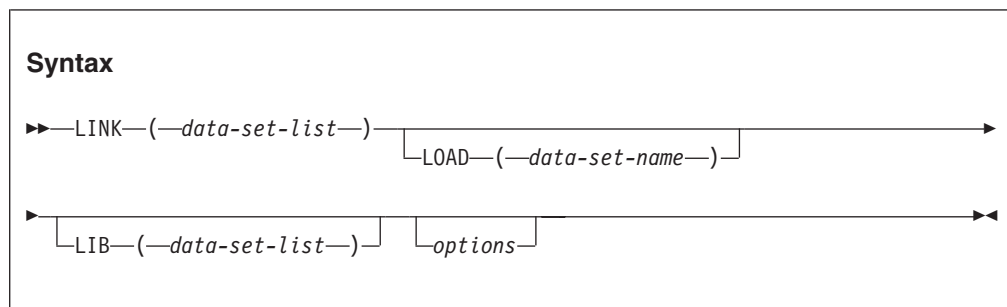 Syntax
LINK ( data-set-list )
LOAD ( data-set-name )
LIB ( data-set-list )
options